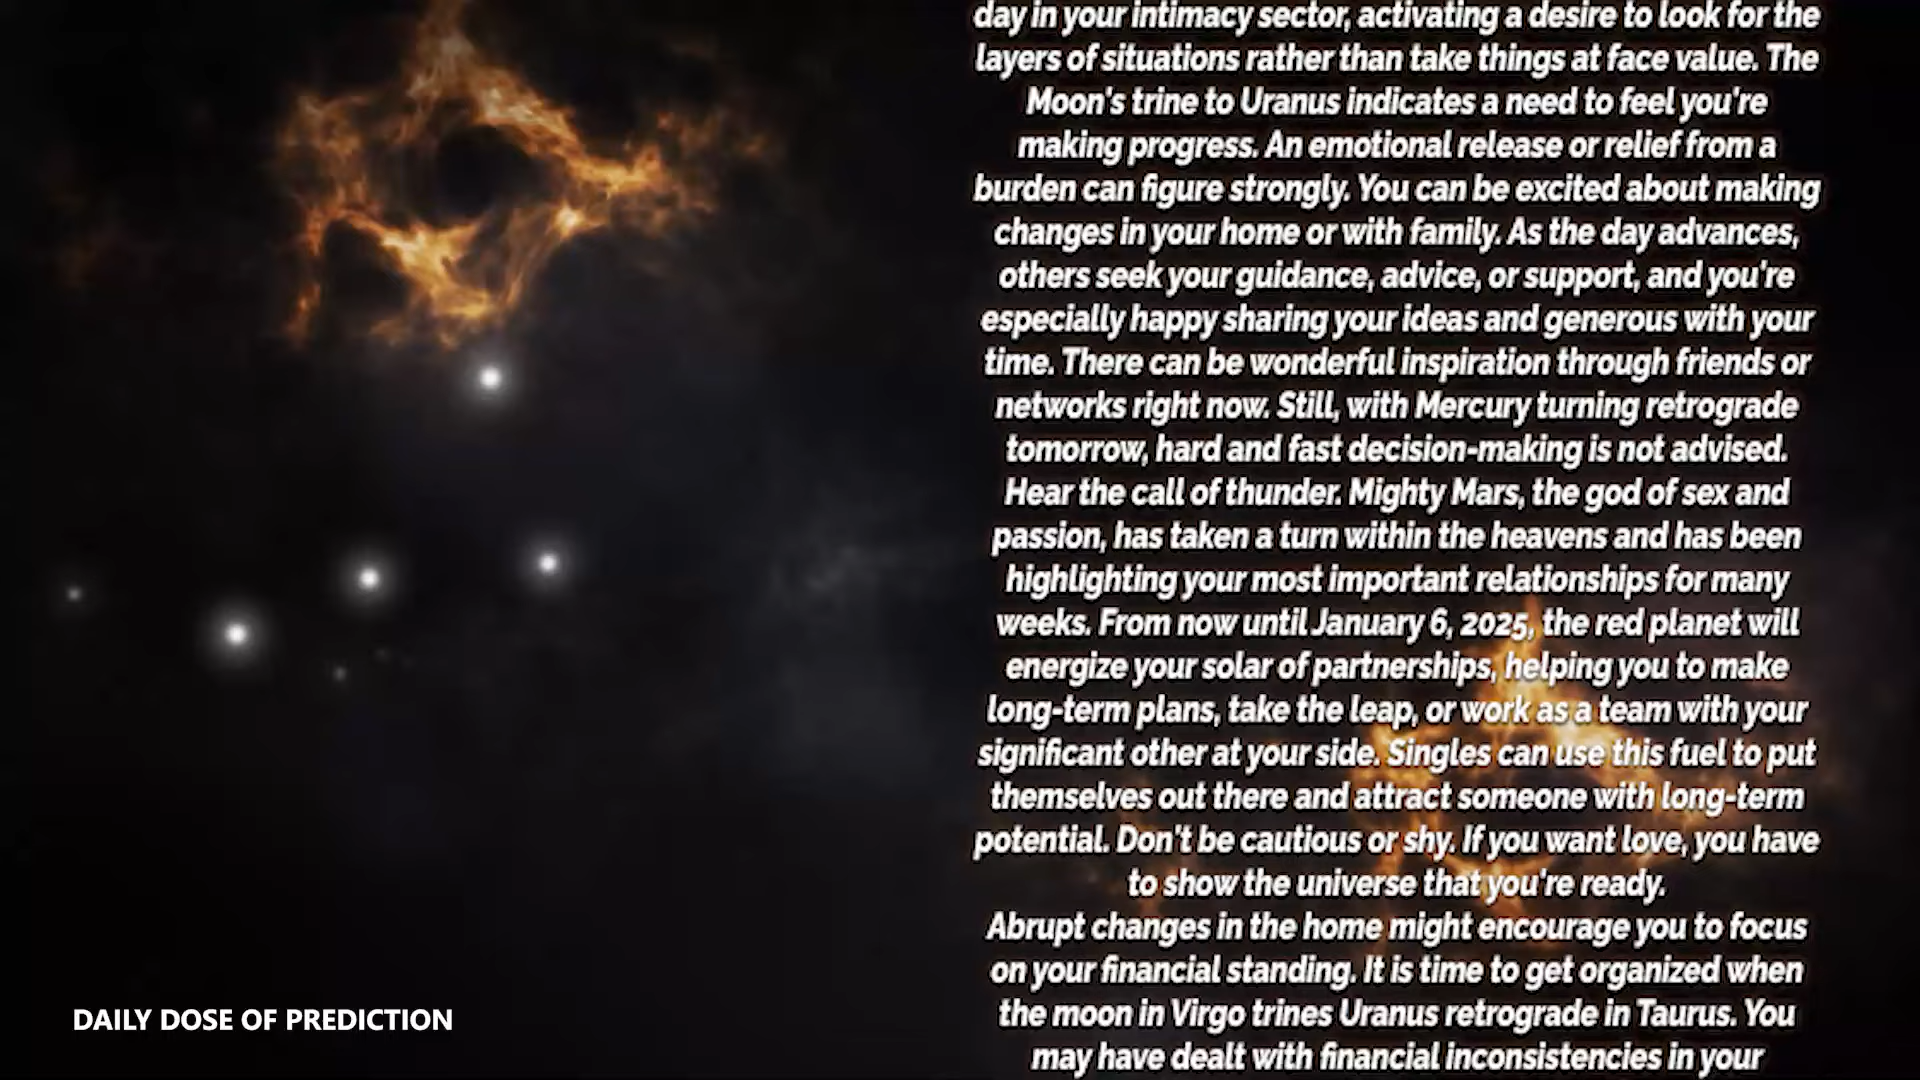 day in your intimacy sector, activating a desire to look for the
layers of situations rather than take things at face value. The
Moon's trine to Uranus indicates a need to feel you're
making progress. An emotional release or relief from a
burden can figure strongly. You can be excited about making
changes in your home or with family. As the day advances,
others seek your guidance, advice, or support, and you're
especially happy sharing your ideas and generous with your
time. There can be wonderful inspiration through friends or
networks right now. Still, with Mercury turning retrograde
tomorrow, hard and fast decision-making is not advised.
Hear the call of thunder. Mighty Mars, the god of sex and
passion, has taken a turn within the heavens and has been
highlighting your most important relationships for many
weeks. From now until January 6, 2025, the red planet will
energize your solar of partnerships, helping you to make
long-term plans, take the leap, or work as a team with your
significant other at your side. Singles can use this fuel to put
themselves out there and attract someone with long-term
potential. Don't be cautious or shy. If you want love, you have
to show the universe that you're ready.
Abrupt changes in the home might encourage you to focus
on your financial standing. It is time to get organized when
the moon in Virgo trines Uranus retrograde in Taurus. You
may have dealt with financial inconsistencies in your
DAILY DOSE OF PREDICTION